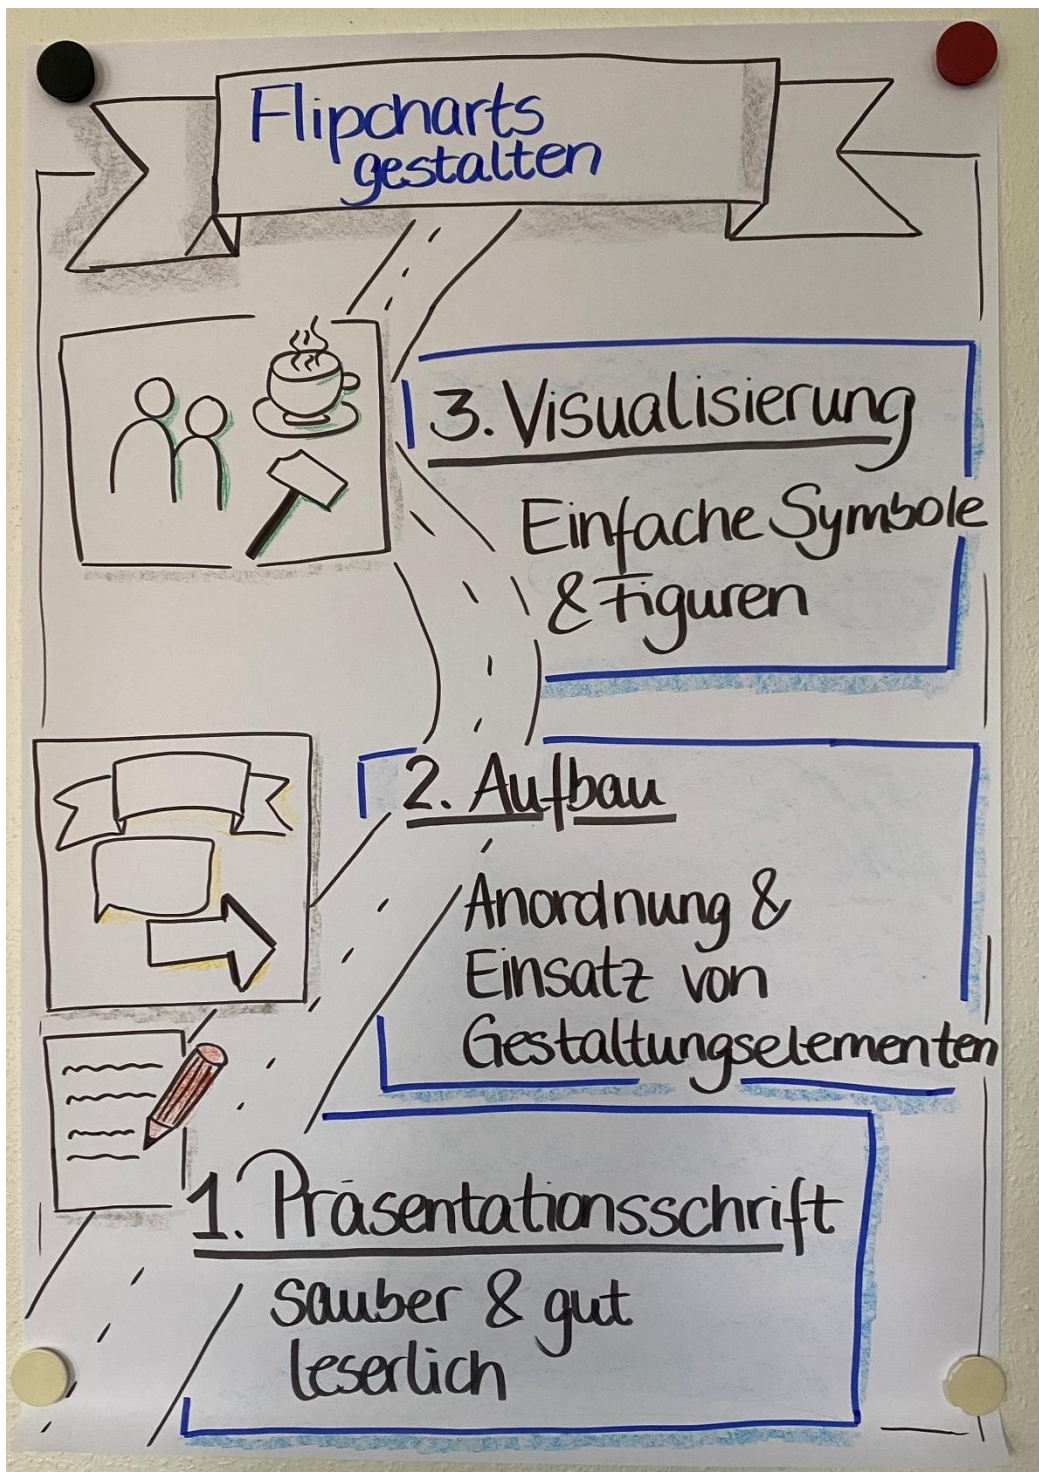 Flipcharts
gestalten
3. Visualisierung
Einfache Symbole
& Figuren
2. Aufbau
Anordnung &
Einsatz von
Gestaltungselementen
1. Präsentationsschrift
sauber & gut
leserlich